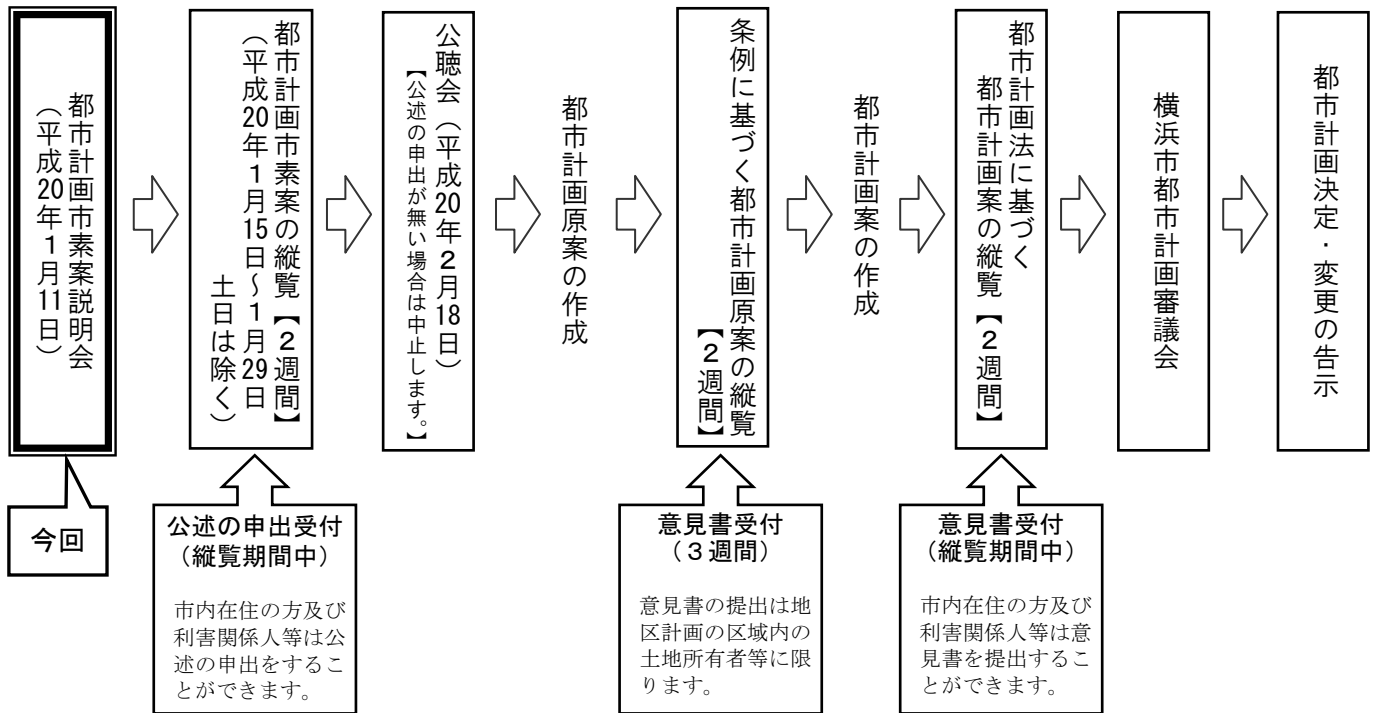 都市計画市素案説明会
（平成20年１月11日）
今回
都市計画市素案の縦覧【２週間】
（平成20年１月15日～１月29日
土日は除く）
公述の申出受付
（縦覧期間中）
市内在住の方及び
利害関係人等は公
述の申出をするこ
とができます。
公聴会（平成20年２月18日）
【公述の申出が無い場合は中止します。】
都市計画原案の作成
条例に基づく都市計画原案の縦覧
【２週間】
意見書受付
（３週間）
意見書の提出は地
区計画の区域内の
土地所有者等に限
ります。
都市計画案の作成
都市計画法に基づく
都市計画案の縦覧【２週間】
意見書受付
（縦覧期間中）
市内在住の方及び
利害関係人等は意
見書を提出するこ
とができます。
横浜市都市計画審議会
都市計画決定・変更の告示